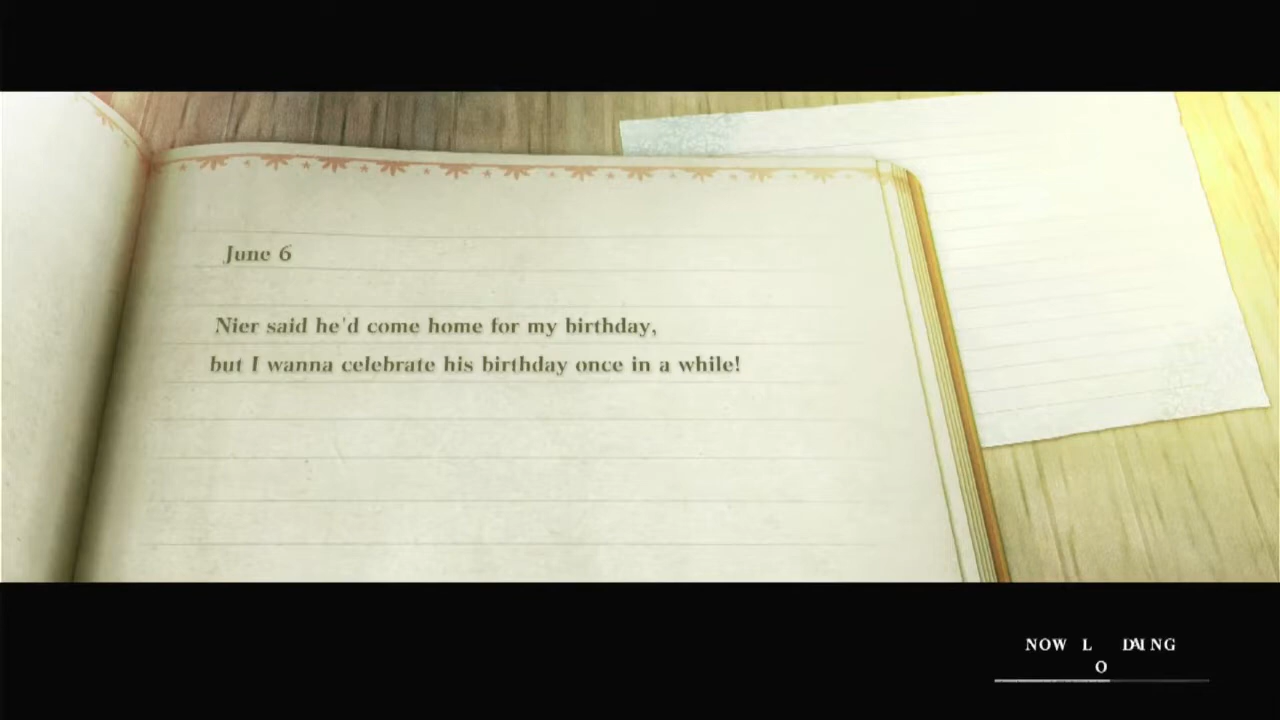 June 6
Nier said he'd come home for my birthday,
but I wanna celebrate his birthday once in a while!
NOW LOADING